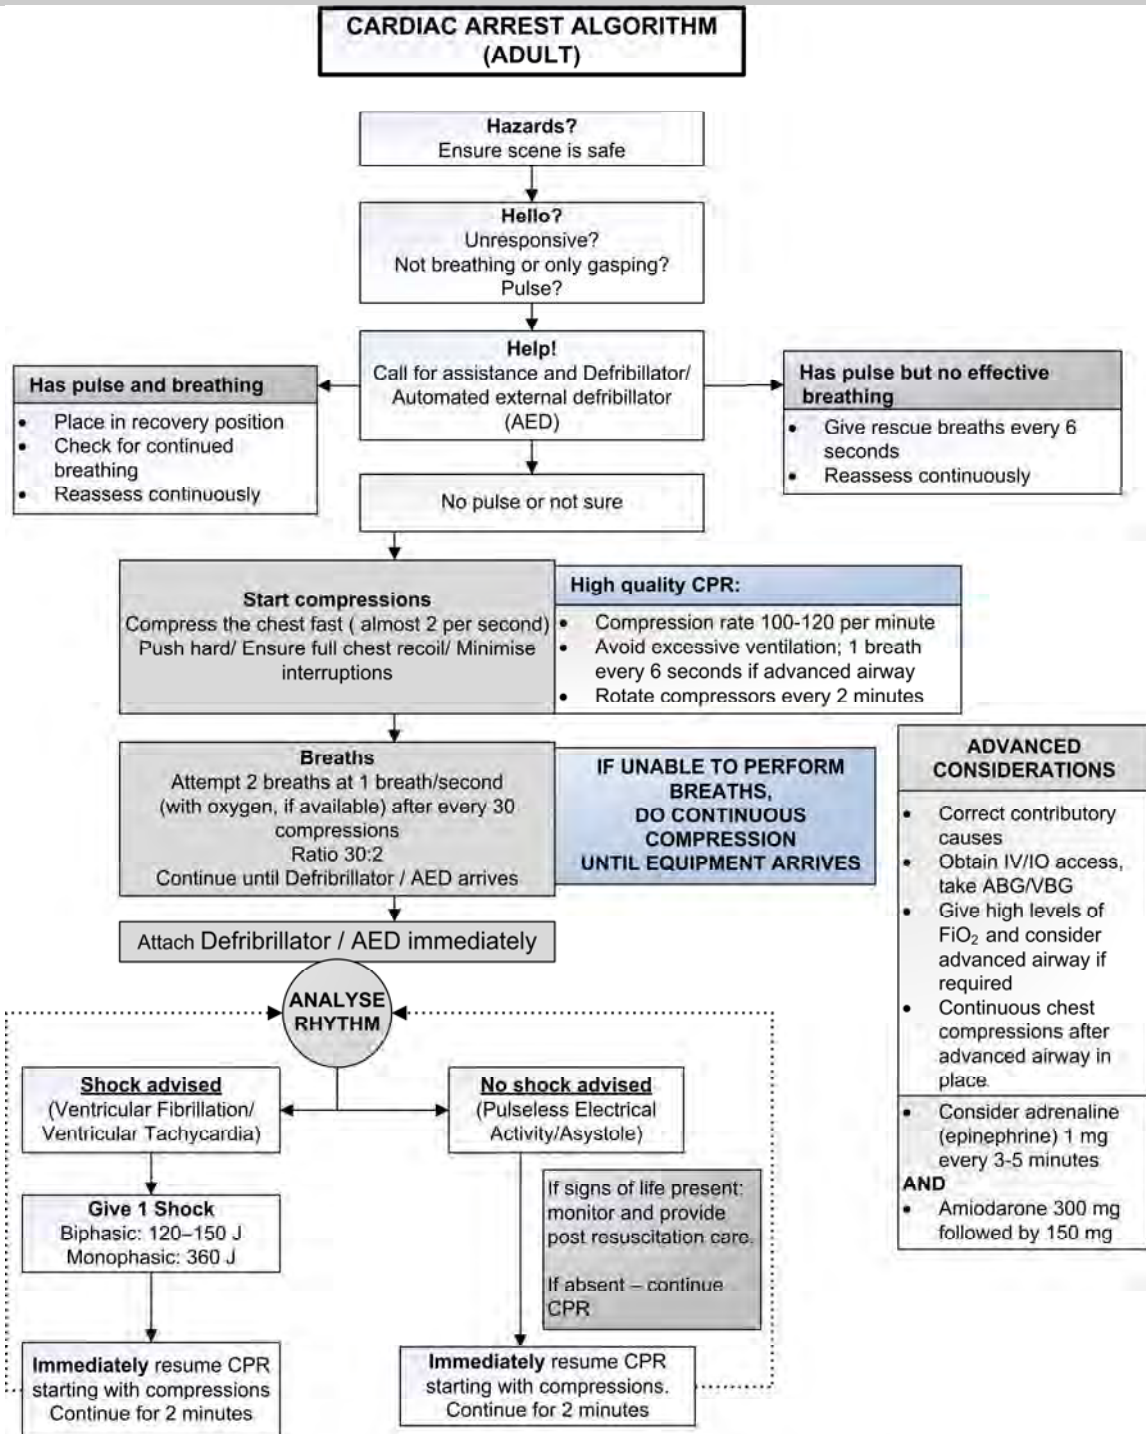 CARDIAC ARREST ALGORITHM
(ADULT)
Hazards?
Ensure scene is safe
Hello?
Unresponsive?
Not breathing or only gasping?
Pulse?
Help!
Call for assistance and Defribrillator/
Automated external defribillator
(AED)
Has pulse and breathing
• Place in recovery position
• Check for continued
breathing
• Reassess continuously
Has pulse but no effective
breathing
• Give rescue breaths every 6
seconds
• Reassess continuously
No pulse or not sure
Start compressions
Compress the chest fast ( almost 2 per second)
Push hard/ Ensure full chest recoil/ Minimise
interruptions
High quality CPR:
• Compression rate 100-120 per minute
• Avoid excessive ventilation; 1 breath
every 6 seconds if advanced airway
• Rotate compressors every 2 minutes
Breaths
Attempt 2 breaths at 1 breath/second
(with oxygen, if available) after every 30
compressions
Ratio 30:2
Continue until Defribrillator / AED arrives
IF UNABLE TO PERFORM
BREATHS,
DO CONTINUOUS
COMPRESSION
UNTIL EQUIPMENT ARRIVES
ADVANCED
CONSIDERATIONS
• Correct contributory
causes
• Obtain IV/IO access,
take ABG/VBG
• Give high levels of
FiO₂ and consider
advanced airway if
required
• Continuous chest
compressions after
advanced airway in
place.
• Consider adrenaline
(epinephrine) 1 mg
every 3-5 minutes
AND
• Amiodarone 300 mg
followed by 150 mg
Attach Defribrillator / AED immediately
ANALYSE
RHYTHM
Shock advised
(Ventricular Fibrillation/
Ventricular Tachycardia)
No shock advised
(Pulseless Electrical
Activity/Asystole)
Give 1 Shock
Biphasic: 120–150 J
Monophasic: 360 J
If signs of life present:
monitor and provide
post resuscitation care.
If absent – continue
CPR
Immediately resume CPR
starting with compressions
Continue for 2 minutes
Immediately resume CPR
starting with compressions.
Continue for 2 minutes